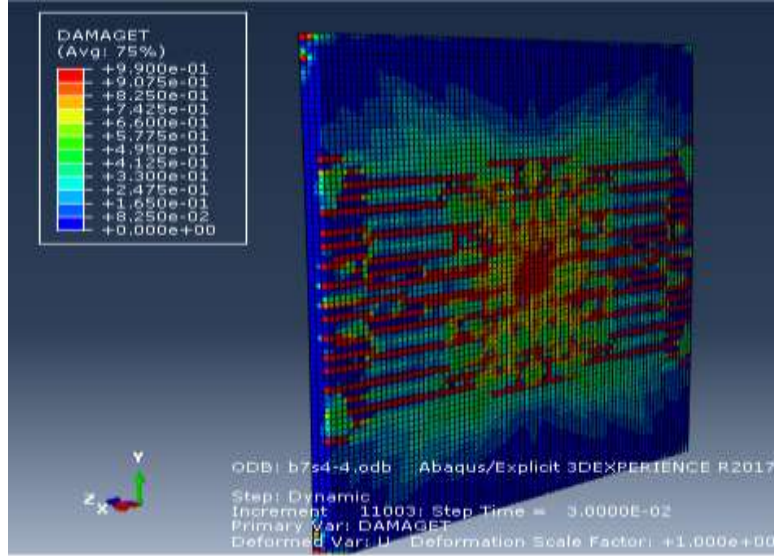 DAMAGET
(Avg: 75%)
+9.900e-01
+9.075e-01
+8.250e-01
+7.425e-01
+6.600e-01
+5.775e-01
+4.950e-01
+4.125e-01
+3.300e-01
+2.475e-01
+1.650e-01
+8.250e-02
+0.000e+00
Y
Z
X
ODB: b7s4-4.odb Abaqus/Explicit 3DEXPERIENCE R2017
Step: Dynamic
Increment 11003: Step Time = 3.0000E-02
Primary Var: DAMAGET
Deformed Var: U Deformation Scale Factor: +1.000e+00